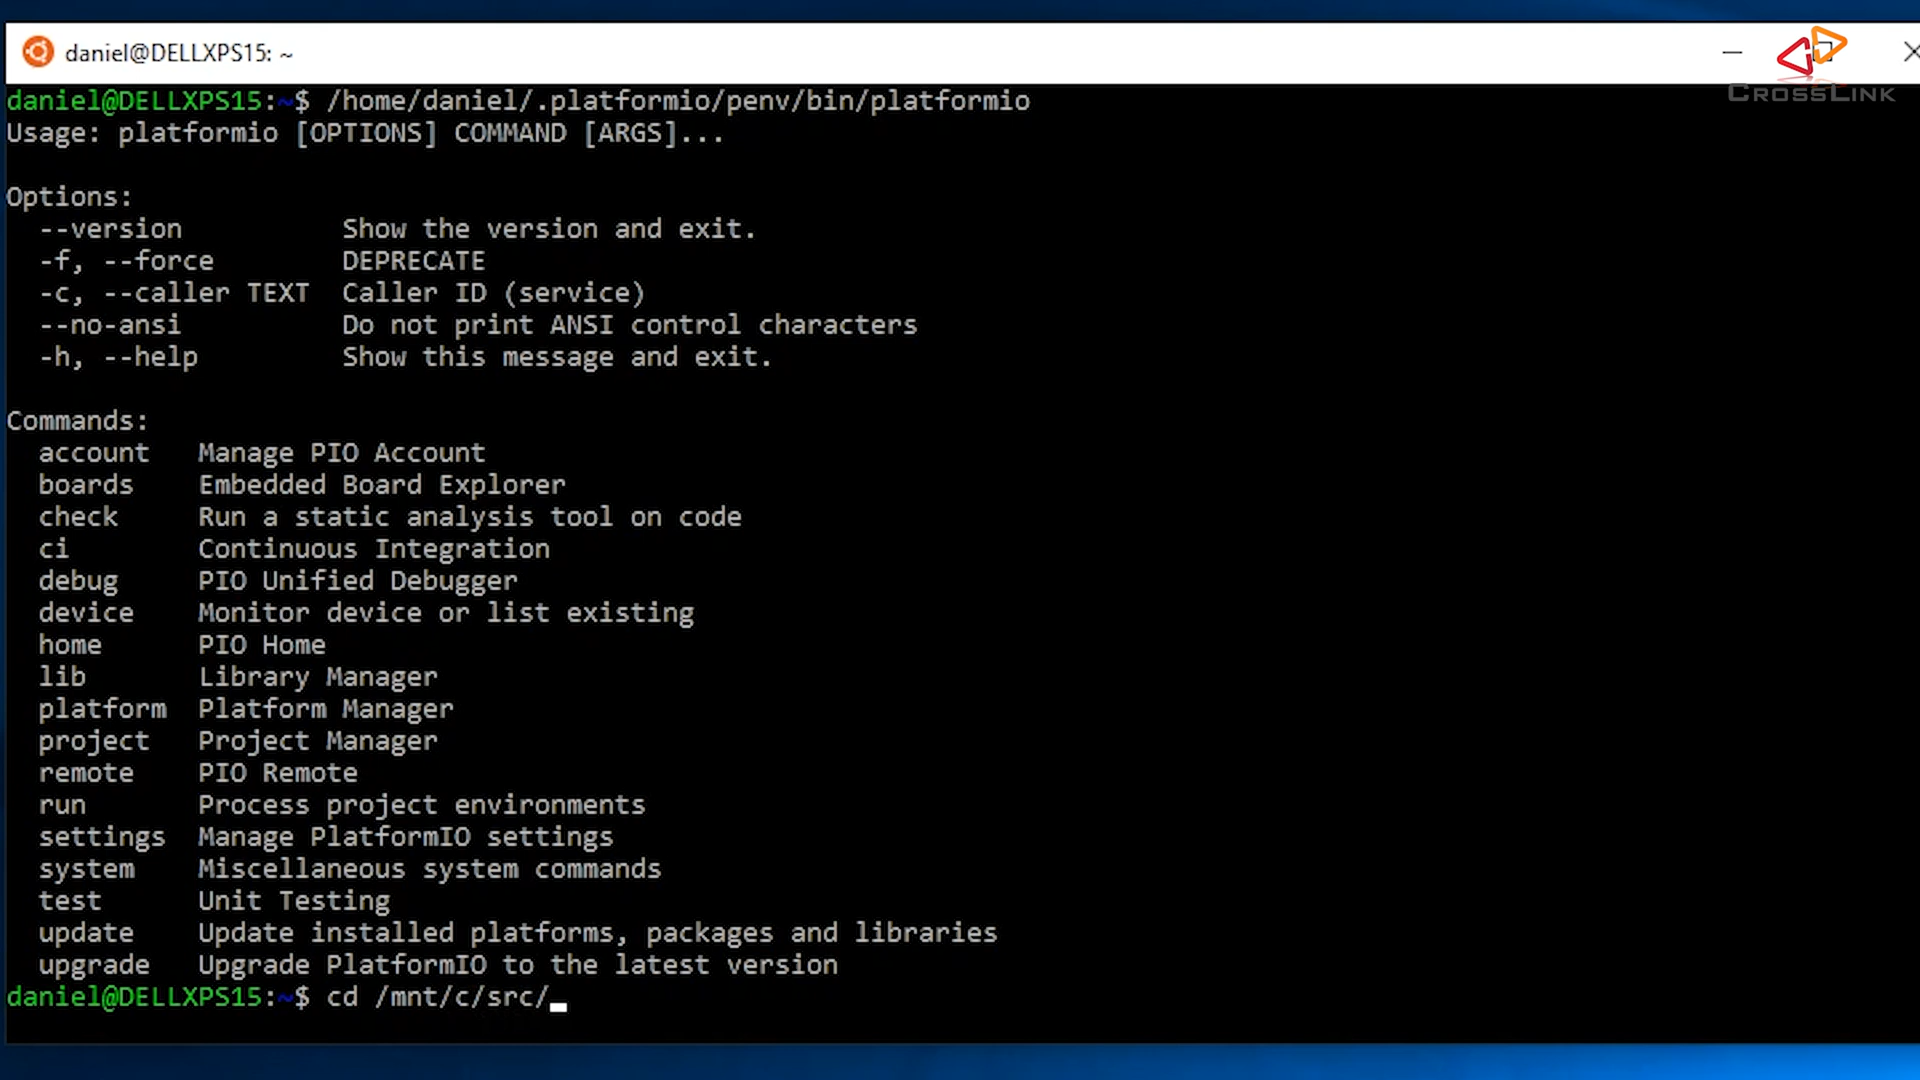 daniel@DELLXPS15: ~
CROSSLINK
daniel@DELLXPS15:~$ /home/daniel/.platformio/penv/bin/platformio
Usage: platformio [OPTIONS] COMMAND [ARGS]...
Options:
--version Show the version and exit.
-f, --force DEPRECATE
-c, --caller TEXT Caller ID (service)
--no-ansi Do not print ANSI control characters
-h, --help Show this message and exit.
Commands:
account Manage PIO Account
boards Embedded Board Explorer
check Run a static analysis tool on code
ci Continuous Integration
debug PIO Unified Debugger
device Monitor device or list existing
home PIO Home
lib Library Manager
platform Platform Manager
project Project Manager
remote PIO Remote
run Process project environments
settings Manage PlatformIO settings
system Miscellaneous system commands
test Unit Testing
update Update installed platforms, packages and libraries
upgrade Upgrade PlatformIO to the latest version
daniel@DELLXPS15:~$ cd /mnt/c/src/